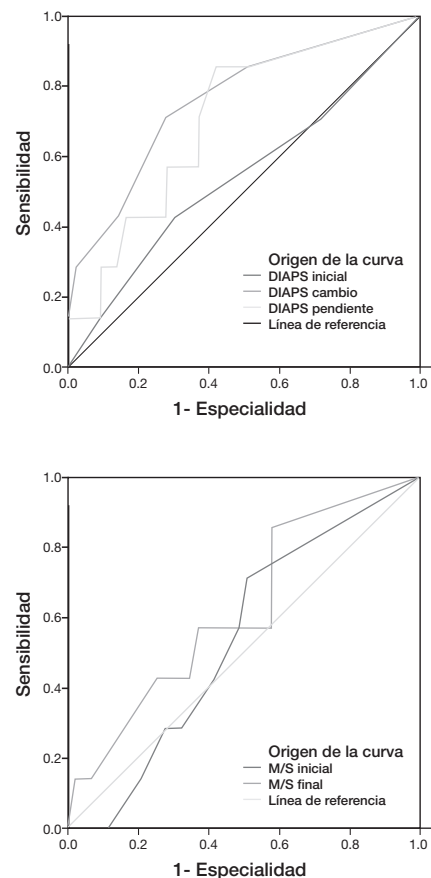 1.0
0.8
0.6
0.4
0.2
0.0
Sensibilidad
Origen de la curva
DIAPS inicial
DIAPS cambio
DIAPS pendiente
Línea de referencia
0.0 0.2 0.4 0.6 0.8 1.0
1- Especialidad
1.0
0.8
0.6
0.4
0.2
0.0
Sensibilidad
Origen de la curva
M/S inicial
M/S final
Línea de referencia
0.0 0.2 0.4 0.6 0.8 1.0
1- Especialidad